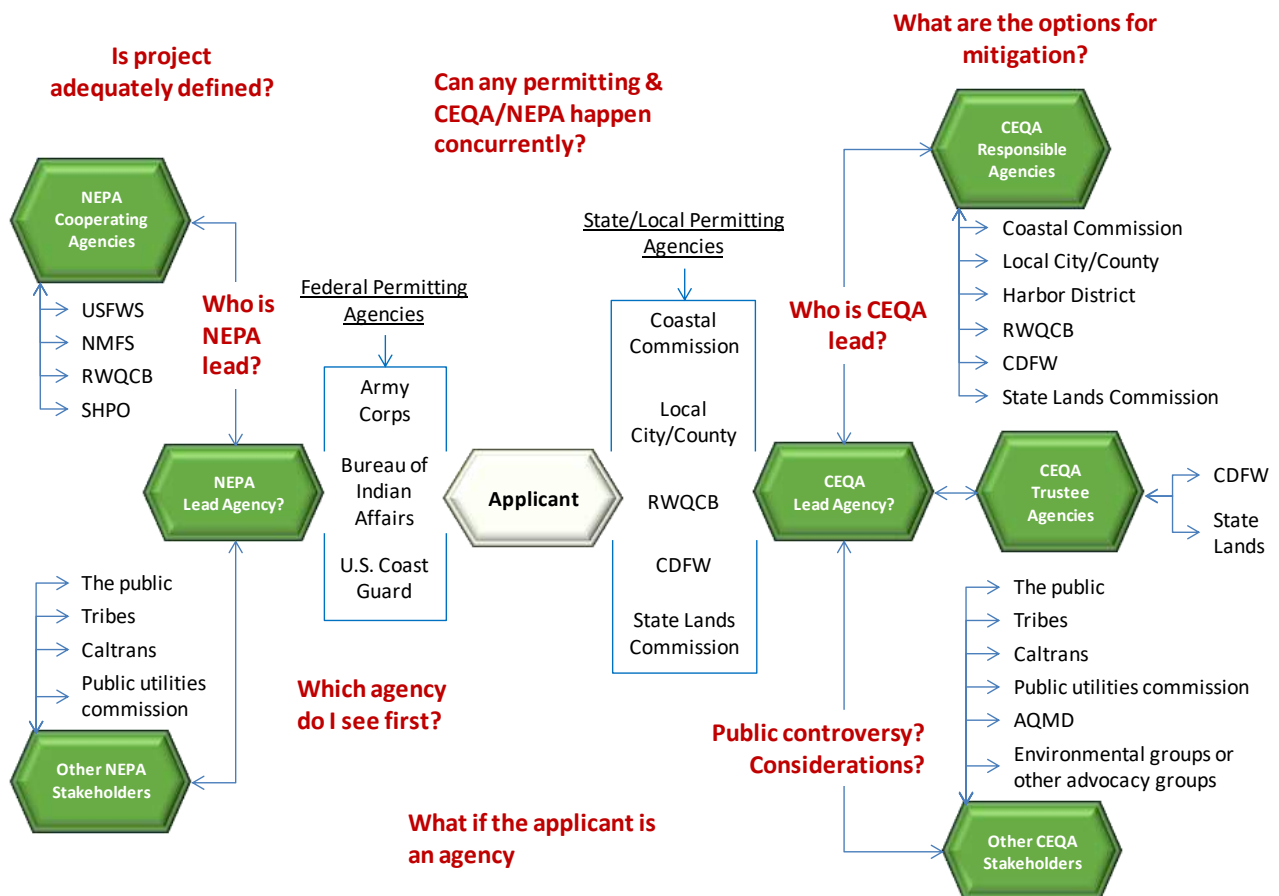 What are the options for
mitigation?
Is project
adequately defined?
Can any permitting &
CEQA/NEPA happen
concurrently?
CEQA
Responsible
Agencies
NEPA
Cooperating
Agencies
State/Local Permitting
Agencies
Coastal Commission
Local City/County
Harbor District
RWQCB
CDFW
State Lands Commission
Federal Permitting
Agencies
USFWS
NMFS
RWQCB
SHPO
Who is
NEPA
lead?
Who is CEQA
lead?
Coastal
Commission
Local
City/County
RWQCB
CDFW
State Lands
Commission
Army
Corps
Bureau of
Indian
Affairs
U.S. Coast
Guard
NEPA
Lead Agency?
Applicant
CEQA
Lead Agency?
CEQA
Trustee
Agencies
CDFW
State
Lands
The public
Tribes
Caltrans
Public utilities
commission
Other NEPA
Stakeholders
Which agency
do I see first?
Public controversy?
Considerations?
The public
Tribes
Caltrans
Public utilities commission
AQMD
Environmental groups or
other advocacy groups
Other CEQA
Stakeholders
What if the applicant is
an agency